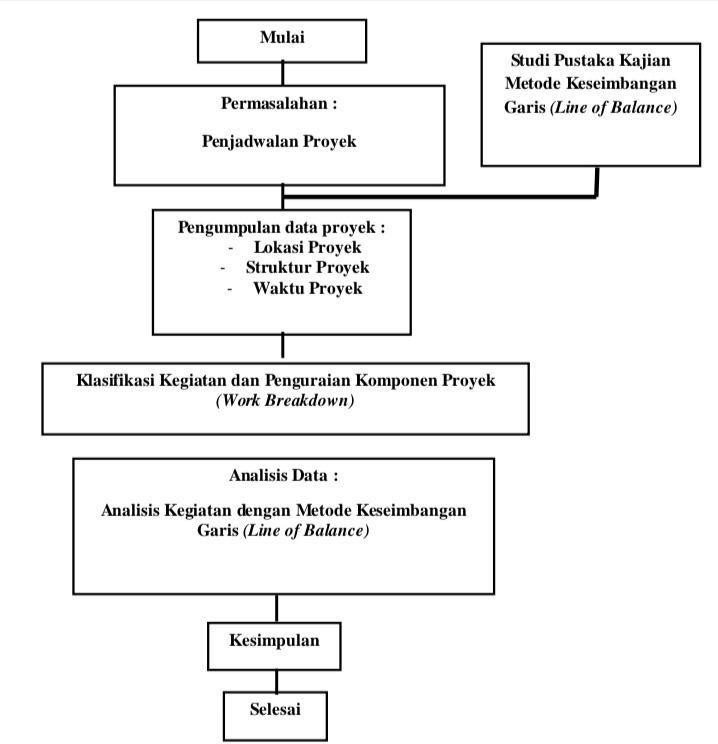 Mulai
Permasalahan :
Penjadwalan Proyek
Studi Pustaka Kajian
Metode Keseimbangan
Garis (Line of Balance)
Pengumpulan data proyek :
- Lokasi Proyek
- Struktur Proyek
- Waktu Proyek
Klasifikasi Kegiatan dan Penguraian Komponen Proyek
(Work Breakdown)
Analisis Data :
Analisis Kegiatan dengan Metode Keseimbangan
Garis (Line of Balance)
Kesimpulan
Selesai